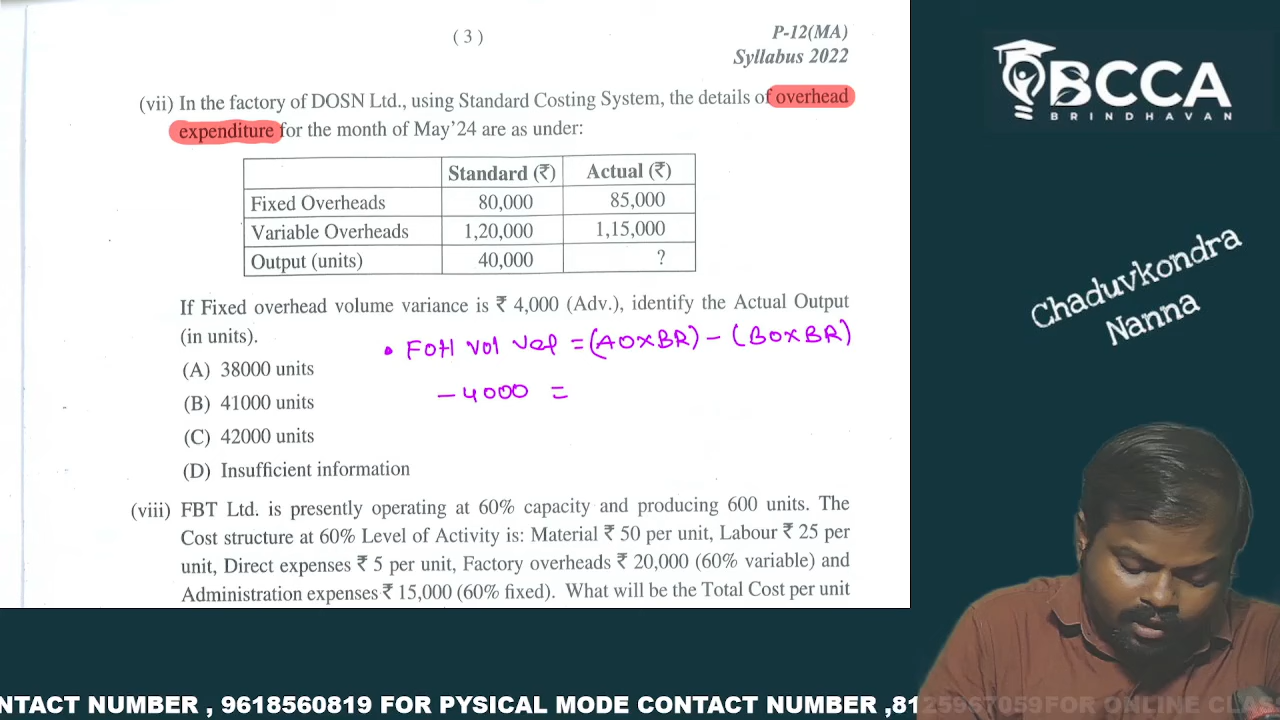 ( 3 )
P-12(MA)
Syllabus 2022
(vii) In the factory of DOSN Ltd., using Standard Costing System, the details of overhead
expenditure for the month of May'24 are as under:
Standard (₹) Actual (₹)
Fixed Overheads 80,000 85,000
Variable Overheads 1,20,000 1,15,000
Output (units) 40,000 ?
If Fixed overhead volume variance is ₹ 4,000 (Adv.), identify the Actual Output
(in units).
• FOH Vol Var = (AO×BR) – (BO×BR)
(A) 38000 units
– 4000 =
(B) 41000 units
(C) 42000 units
(D) Insufficient information
(viii) FBT Ltd. is presently operating at 60% capacity and producing 600 units. The
Cost structure at 60% Level of Activity is: Material ₹ 50 per unit, Labour ₹ 25 per
unit, Direct expenses ₹ 5 per unit, Factory overheads ₹ 20,000 (60% variable) and
Administration expenses ₹ 15,000 (60% fixed). What will be the Total Cost per unit
BCCA
BRINDHAVAN
Chaduvkondra
Nanna
NTACT NUMBER , 9618560819 FOR PYSICAL MODE CONTACT NUMBER ,8125967059FOR ONLINE CLAS